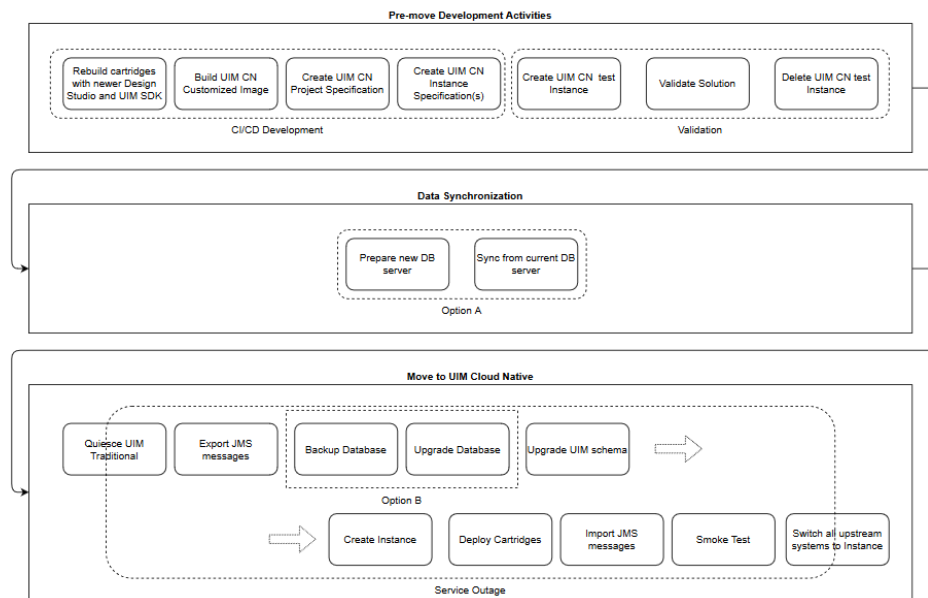 Pre-move Development Activities
Rebuild cartridges
with newer Design
Studio and UIM SDK
Build UIM CN
Customized Image
Create UIM CN
Project Specification
Create UIM CN
Instance
Specification(s)
CI/CD Development
Create UIM CN test
Instance
Validate Solution
Delete UIM CN test
Instance
Validation
Data Synchronization
Prepare new DB
server
Sync from current DB
server
Option A
Move to UIM Cloud Native
Quiesce UIM
Traditional
Export JMS
messages
Backup Database
Upgrade Database
Option B
Upgrade UIM schema
Create Instance
Deploy Cartridges
Import JMS
messages
Smoke Test
Switch all upstream
systems to Instance
Service Outage